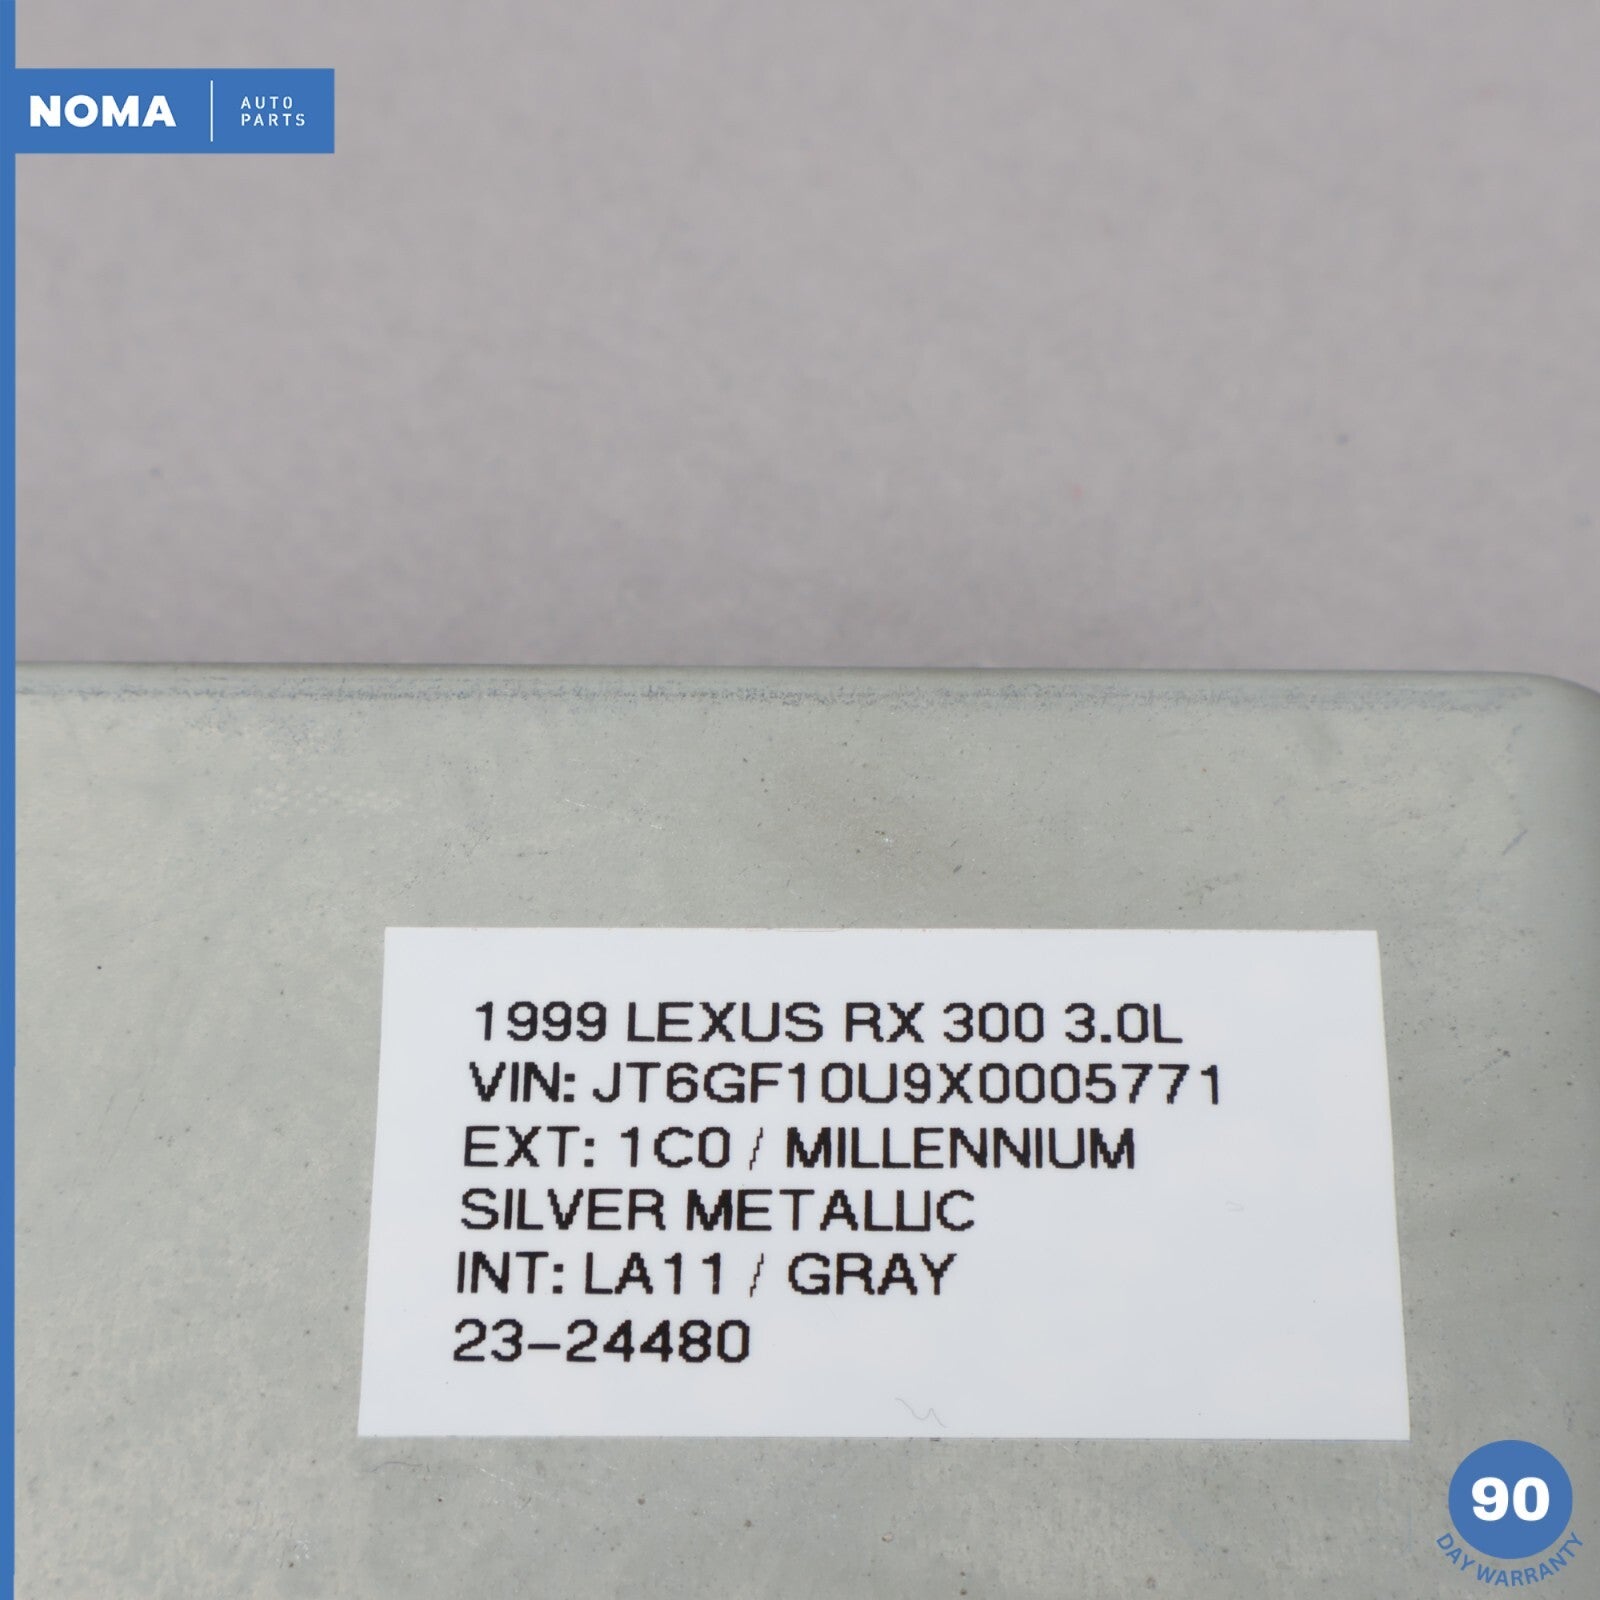 NOMA
AUTO
PARTS
1999 LEXUS RX 300 3.0L
VIN: JT6GF10U9X0005771
EXT: 1C0 / MILLENNIUM
SILVER METALLIC
INT: LA11 / GRAY
23-24480
90
DAY WARRANTY